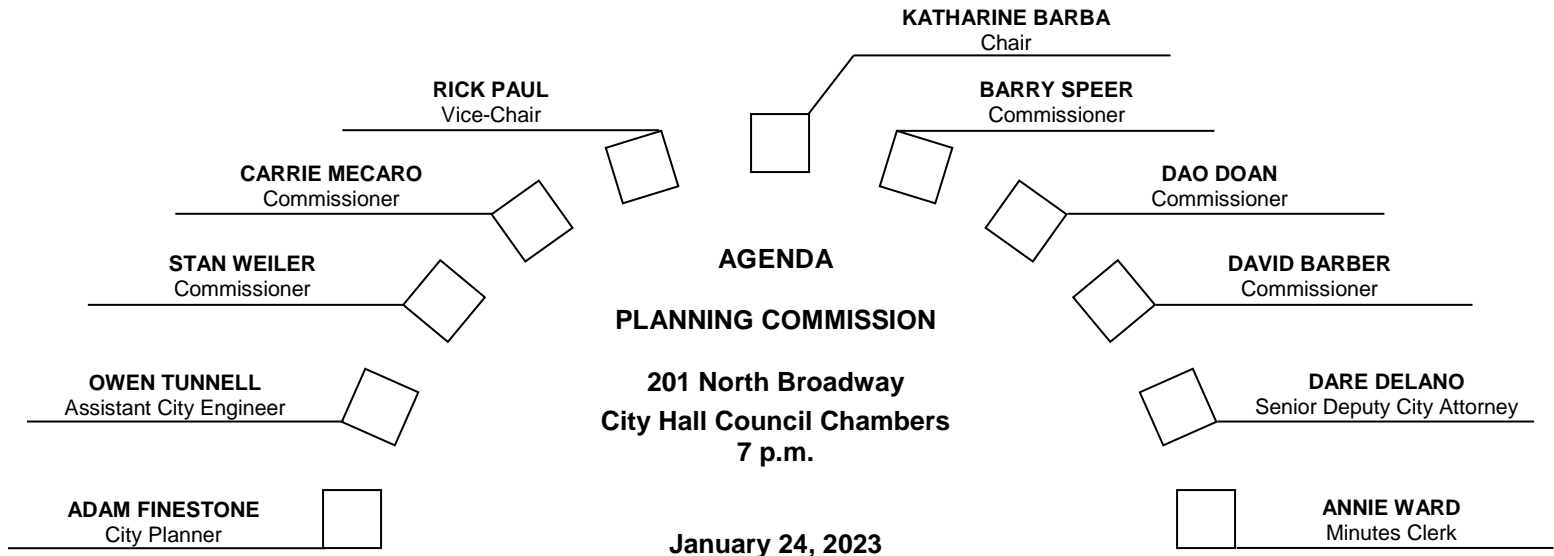 KATHARINE BARBA
Chair
RICK PAUL
Vice-Chair
BARRY SPEER
Commissioner
CARRIE MECARO
Commissioner
DAO DOAN
Commissioner
STAN WEILER
Commissioner
DAVID BARBER
Commissioner
OWEN TUNNELL
Assistant City Engineer
DARE DELANO
Senior Deputy City Attorney
ADAM FINESTONE
City Planner
ANNIE WARD
Minutes Clerk
AGENDA
PLANNING COMMISSION
201 North Broadway
City Hall Council Chambers
7 p.m.
January 24, 2023